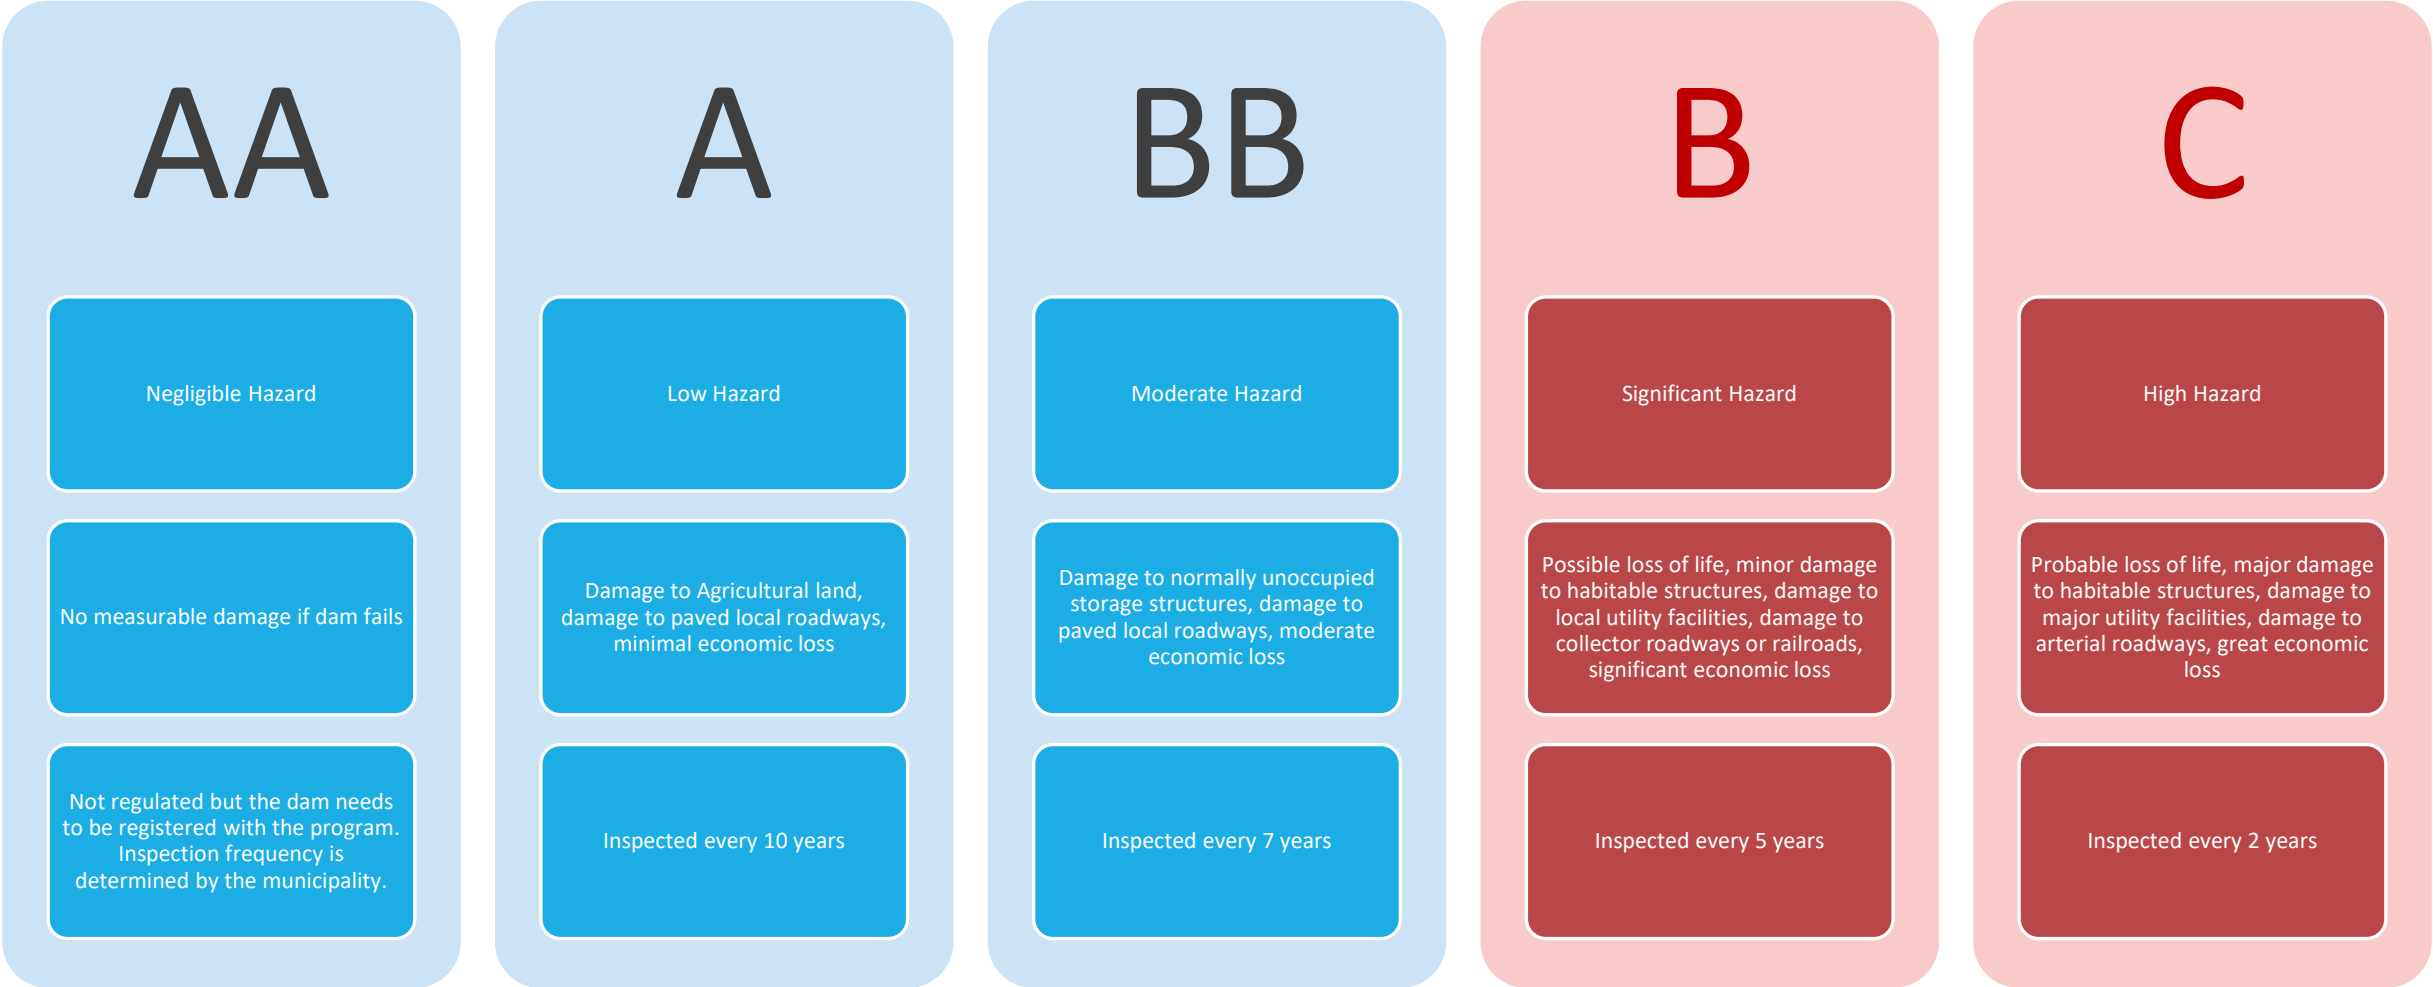 AA
Negligible Hazard
No measurable damage if dam fails
Not regulated but the dam needs
to be registered with the program.
Inspection frequency is
determined by the municipality.
A
Low Hazard
Damage to Agricultural land,
damage to paved local roadways,
minimal economic loss
Inspected every 10 years
BB
Moderate Hazard
Damage to normally unoccupied
storage structures, damage to
paved local roadways, moderate
economic loss
Inspected every 7 years
B
Significant Hazard
Possible loss of life, minor damage
to habitable structures, damage to
local utility facilities, damage to
collector roadways or railroads,
significant economic loss
Inspected every 5 years
C
High Hazard
Probable loss of life, major damage
to habitable structures, damage to
major utility facilities, damage to
arterial roadways, great economic
loss
Inspected every 2 years